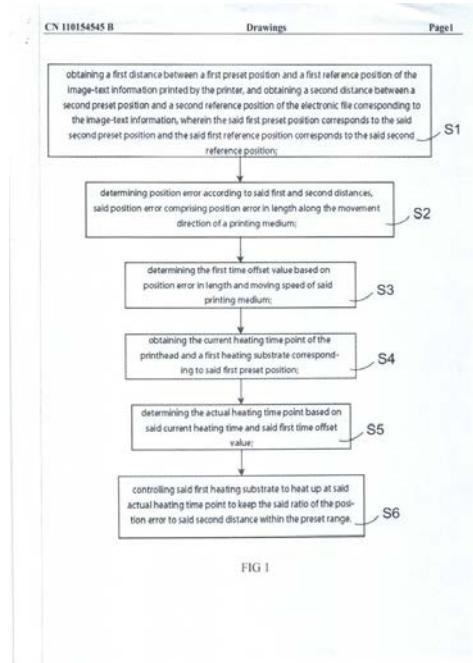 CN 110154545 B Drawings Page1
obtaining a first distance between a first preset position and a first reference position of the
image-text information printed by the printer, and obtaining a second distance between a
second preset position and a second reference position of the electronic file corresponding to
the image-text information, wherein the said first preset position corresponds to the said
second preset position and the said first reference position corresponds to the said second
reference position;
S1
determining position error according to said first and second distances,
said position error comprising position error in length along the movement
direction of a printing medium;
S2
determining the first time offset value based on
position error in length and moving speed of said
printing medium;
S3
obtaining the current heating time point of the
printhead and a first heating substrate correspond-
ing to said first preset position;
S4
determining the actual heating time point based on
said current heating time and said first time offset
value;
S5
controlling said first heating substrate to heat up at said
actual heating time point to keep the said ratio of the posi-
tion error to said second distance within the preset range.
S6
FIG 1